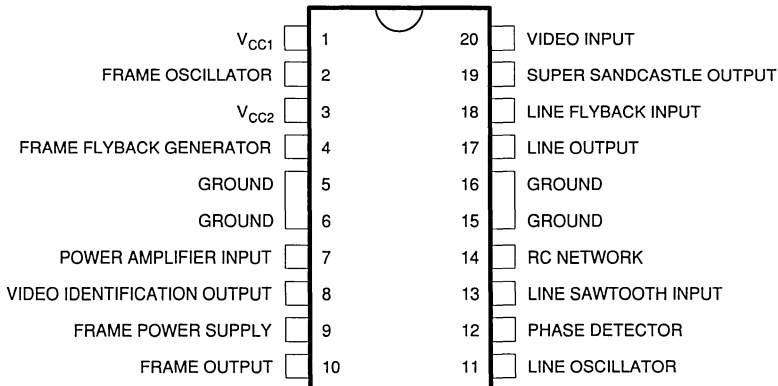 VCC1 1 20 VIDEO INPUT
FRAME OSCILLATOR 2 19 SUPER SANDCASTLE OUTPUT
VCC2 3 18 LINE FLYBACK INPUT
FRAME FLYBACK GENERATOR 4 17 LINE OUTPUT
GROUND 5 16 GROUND
GROUND 6 15 GROUND
POWER AMPLIFIER INPUT 7 14 RC NETWORK
VIDEO IDENTIFICATION OUTPUT 8 13 LINE SAWTOOTH INPUT
FRAME POWER SUPPLY 9 12 PHASE DETECTOR
FRAME OUTPUT 10 11 LINE OSCILLATOR